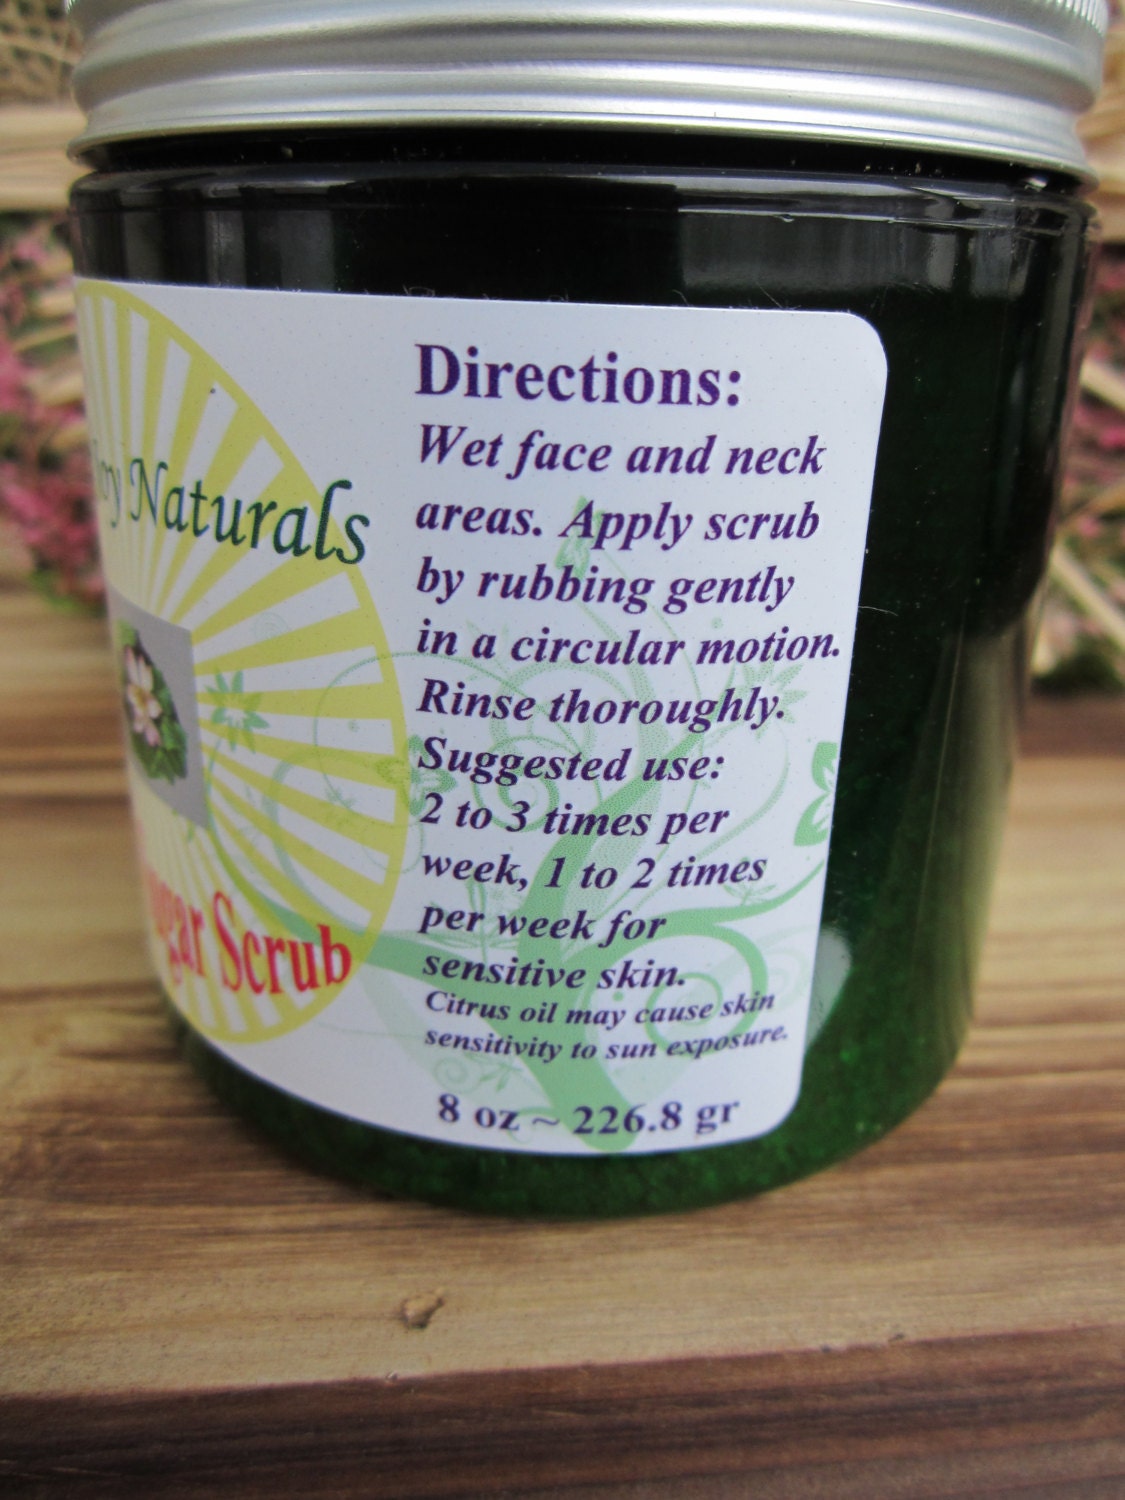 Naturals
Scrub
Directions:
Wet face and neck
areas. Apply scrub
by rubbing gently
in a circular motion.
Rinse thoroughly.
Suggested use:
2 to 3 times per
week, 1 to 2 times
per week for
sensitive skin.
Citrus oil may cause skin
sensitivity to sun exposure.
8 oz ~ 226.8 gr